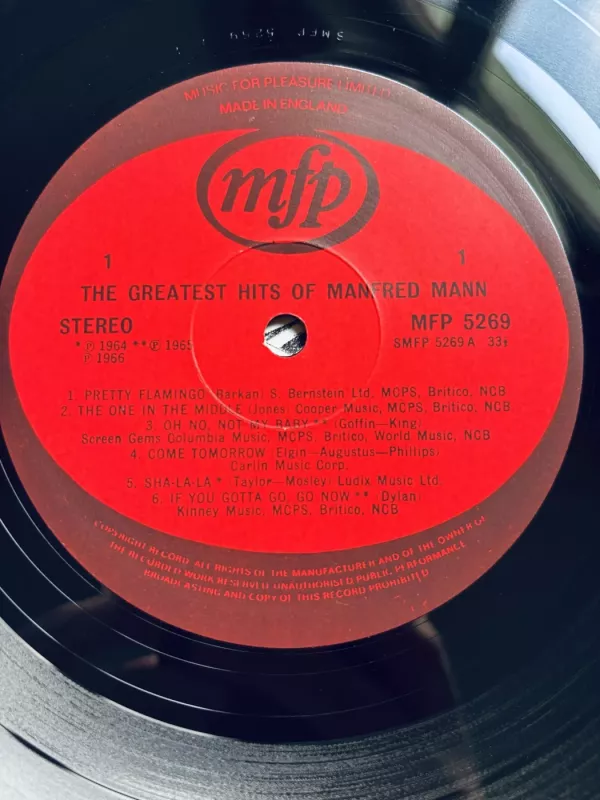 SMFP 5269
MUSIC FOR PLEASURE LIMITED
MADE IN ENGLAND
mfp
1 1
THE GREATEST HITS OF MANFRED MANN
STEREO MFP 5269
* ℗ 1964 **℗ 1965 SMFP 5269 A 33⅓
℗ 1966
1. PRETTY FLAMINGO (Barkan) S. Bernstein Ltd, MCPS, Britico, NCB
2. THE ONE IN THE MIDDLE (Jones) Cooper Music, MCPS, Britico, NCB
3. OH NO, NOT MY BABY ** (Goffin—King)
Screen Gems Columbia Music, MCPS, Britico, World Music, NCB
4. COME TOMORROW Elgin—Augustus—Phillips)
Carlin Music Corp.
5. SHA-LA-LA * Taylor—Mosley) Ludix Music Ltd.
6. IF YOU GOTTA GO, GO NOW ** Dylan)
Kinney Music, MCPS, Britico, NCB
COPYRIGHT RECORD. ALL RIGHTS OF THE MANUFACTURER AND OF THE OWNER OF
THE RECORDED WORK RESERVED UNAUTHORISED PUBLIC PERFORMANCE
BROADCASTING AND COPY OF THIS RECORD PROHIBITED